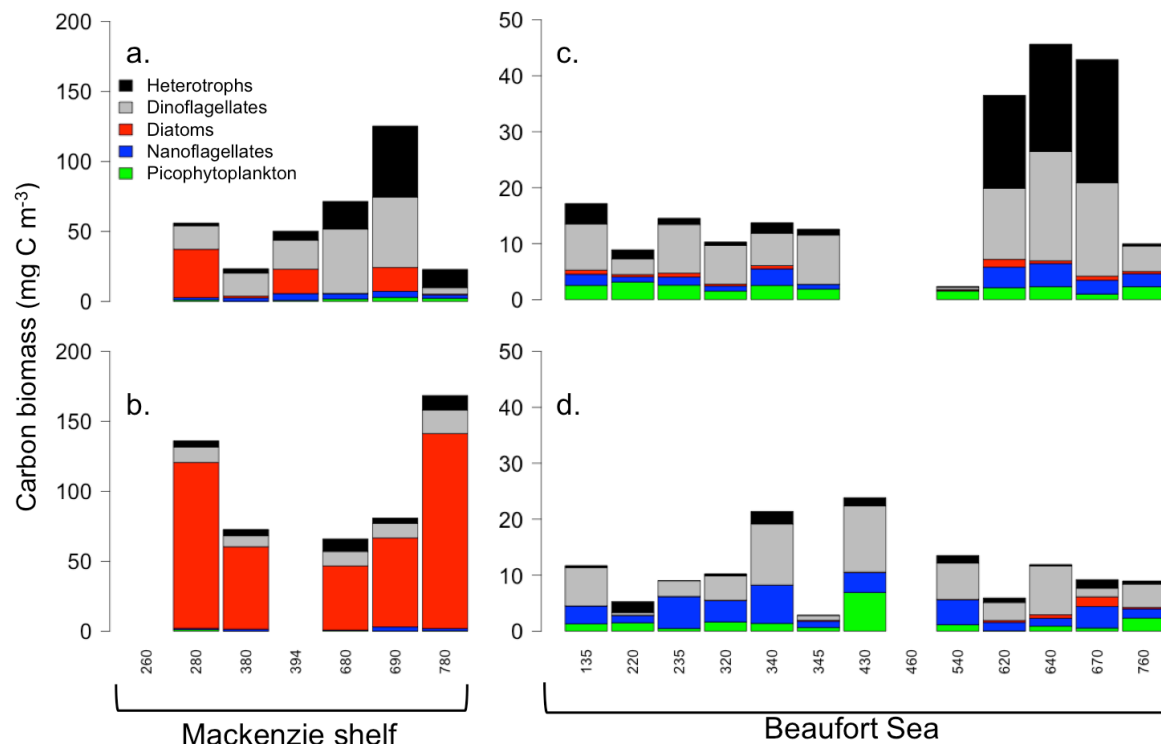 Carbon biomass (mg C m⁻³)
200
150
100
50
0
a.
Heterotrophs
Dinoflagellates
Diatoms
Nanoflagellates
Picophytoplankton
50
40
30
20
10
0
c.
200
150
100
50
0
b.
50
40
30
20
10
0
d.
260 280 380 394 680 690 780
135 220 235 320 340 345 430 460 540 620 640 670 760
Mackenzie shelf
Beaufort Sea